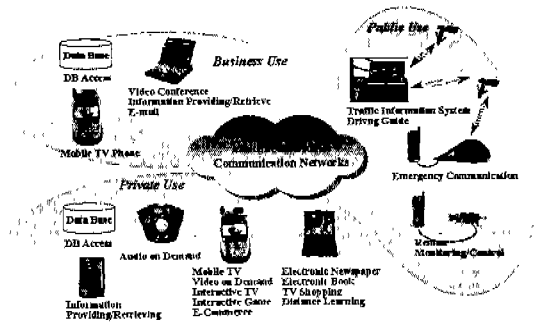 Business Use
Data Base
DB Access
Video Conference
Information Providing/Retrieve
E-mail
Mobile TV Phone
Public Use
Traffic Information System
Driving Guide
Communication Networks
Emergency Communication
Remote
Monitoring/Control
Private Use
Data Base
DB Access
Audio on Demand
Information
Providing/Retrieving
Mobile TV
Video on Demand
Interactive TV
Interactive Game
E-Commerce
Electronic Newspaper
Electronic Book
TV Shopping
Distance Learning